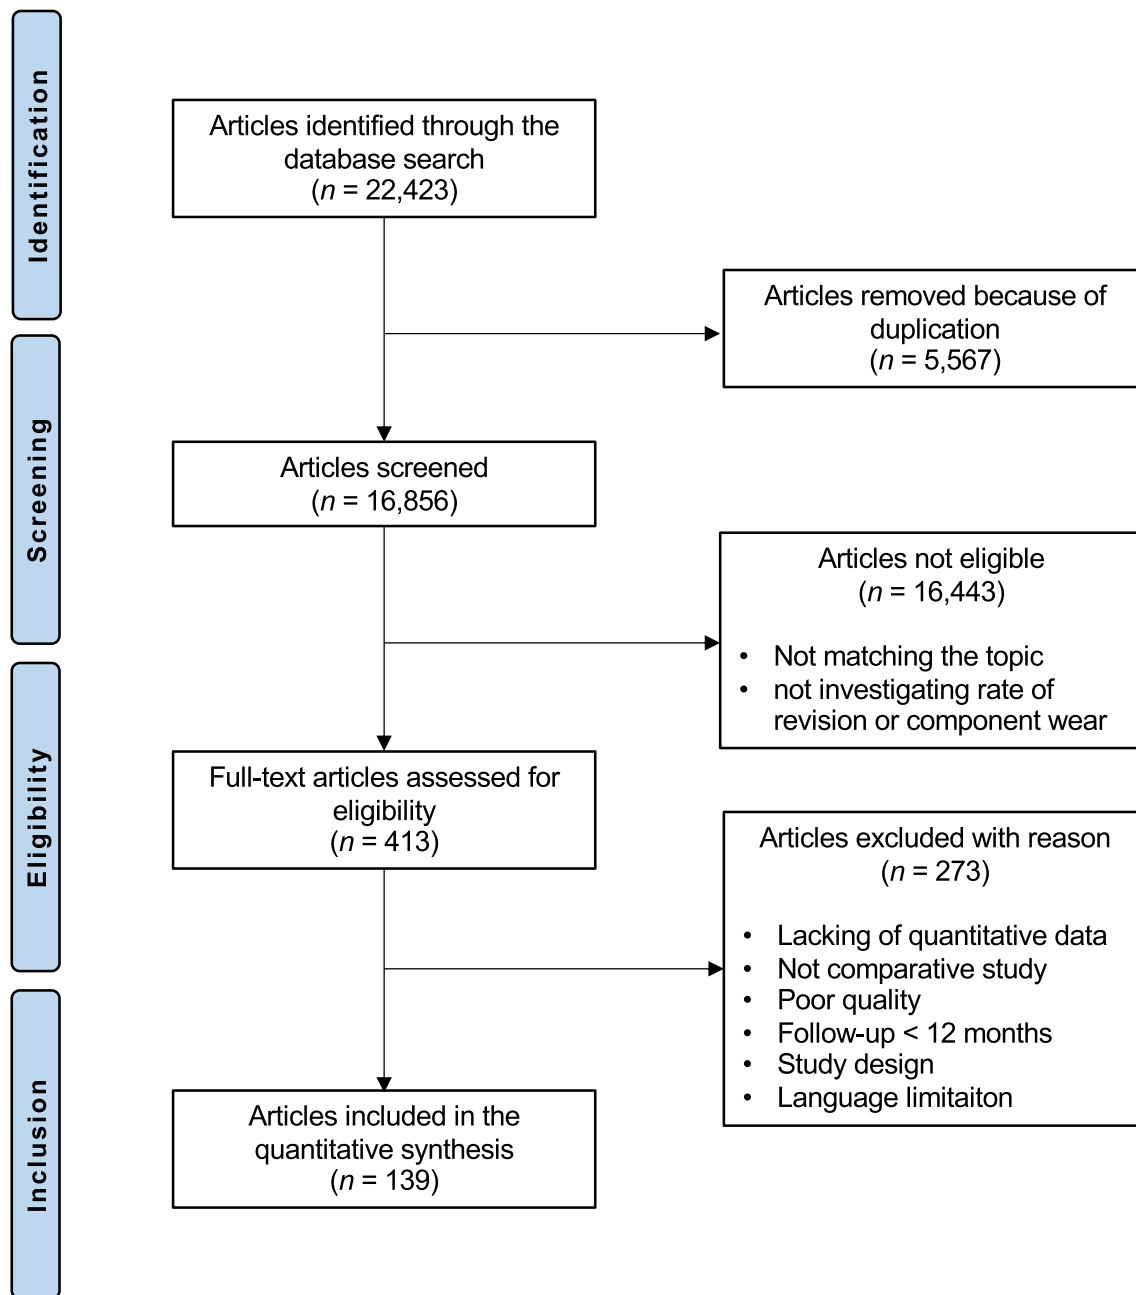 Identification
Articles identified through the
database search
(n = 22,423)
Articles removed because of
duplication
(n = 5,567)
Screening
Articles screened
(n = 16,856)
Articles not eligible
(n = 16,443)
• Not matching the topic
• not investigating rate of
revision or component wear
Eligibility
Full-text articles assessed for
eligibility
(n = 413)
Articles excluded with reason
(n = 273)
• Lacking of quantitative data
• Not comparative study
• Poor quality
• Follow-up < 12 months
• Study design
• Language limitaiton
Inclusion
Articles included in the
quantitative synthesis
(n = 139)